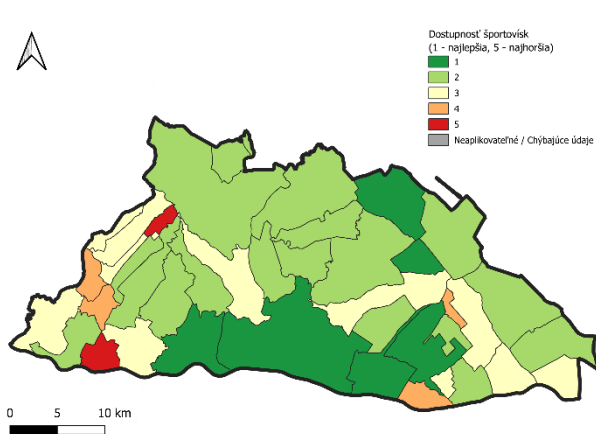 Dostupnosť športovísk
(1 - najlepšia, 5 - najhoršia)
1
2
3
4
5
Neaplikovateľné / Chýbajúce údaje
0 5 10 km